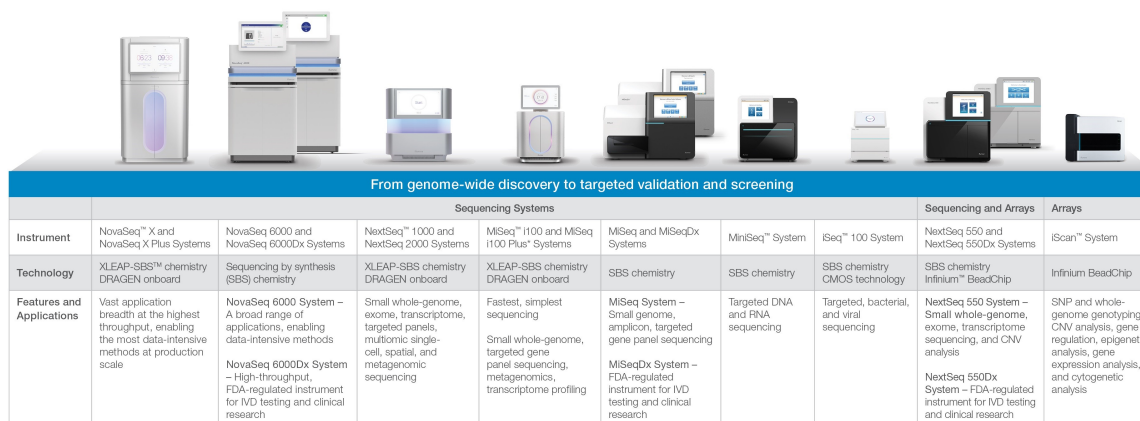 From genome-wide discovery to targeted validation and screening
Sequencing Systems
Sequencing and Arrays
Arrays
Instrument
NovaSeq™ X and
NovaSeq X Plus Systems
NovaSeq 6000 and
NovaSeq 6000Dx Systems
NextSeq™ 1000 and
NextSeq 2000 Systems
MiSeq™ i100 and MiSeq
i100 Plus* Systems
MiSeq and MiSeqDx
Systems
MiniSeq™ System
iSeq™ 100 System
NextSeq 550 and
NextSeq 550Dx Systems
iScan™ System
Technology
XLEAP-SBS™ chemistry
DRAGEN onboard
Sequencing by synthesis
(SBS) chemistry
XLEAP-SBS chemistry
DRAGEN onboard
XLEAP-SBS chemistry
DRAGEN onboard
SBS chemistry
SBS chemistry
SBS chemistry
CMOS technology
SBS chemistry
Infinium™ BeadChip
Infinium BeadChip
Features and
Applications
Vast application
breadth at the highest
throughput, enabling
the most data-intensive
methods at production
scale
NovaSeq 6000 System –
A broad range of
applications, enabling
data-intensive methods
NovaSeq 6000Dx System
– High-throughput,
FDA-regulated instrument
for IVD testing and clinical
research
Small whole-genome,
exome, transcriptome,
targeted panels,
multiomic single-
cell, spatial, and
metagenomic
sequencing
Fastest, simplest
sequencing
Small whole-genome,
targeted gene
panel sequencing,
metagenomics,
transcriptome profiling
MiSeq System –
Small genome,
amplicon, targeted
gene panel sequencing
MiSeqDx System –
FDA-regulated
instrument for IVD
testing and clinical
research
Targeted DNA
and RNA
sequencing
Targeted, bacterial,
and viral
sequencing
NextSeq 550 System –
Small whole-genome,
exome, transcriptome
sequencing, and CNV
analysis
NextSeq 550Dx
System – FDA-regulated
instrument for IVD testing
and clinical research
SNP and whole-
genome genotyping,
CNV analysis, gene
regulation, epigenet
analysis, gene
expression analysis,
and cytogenetic
analysis